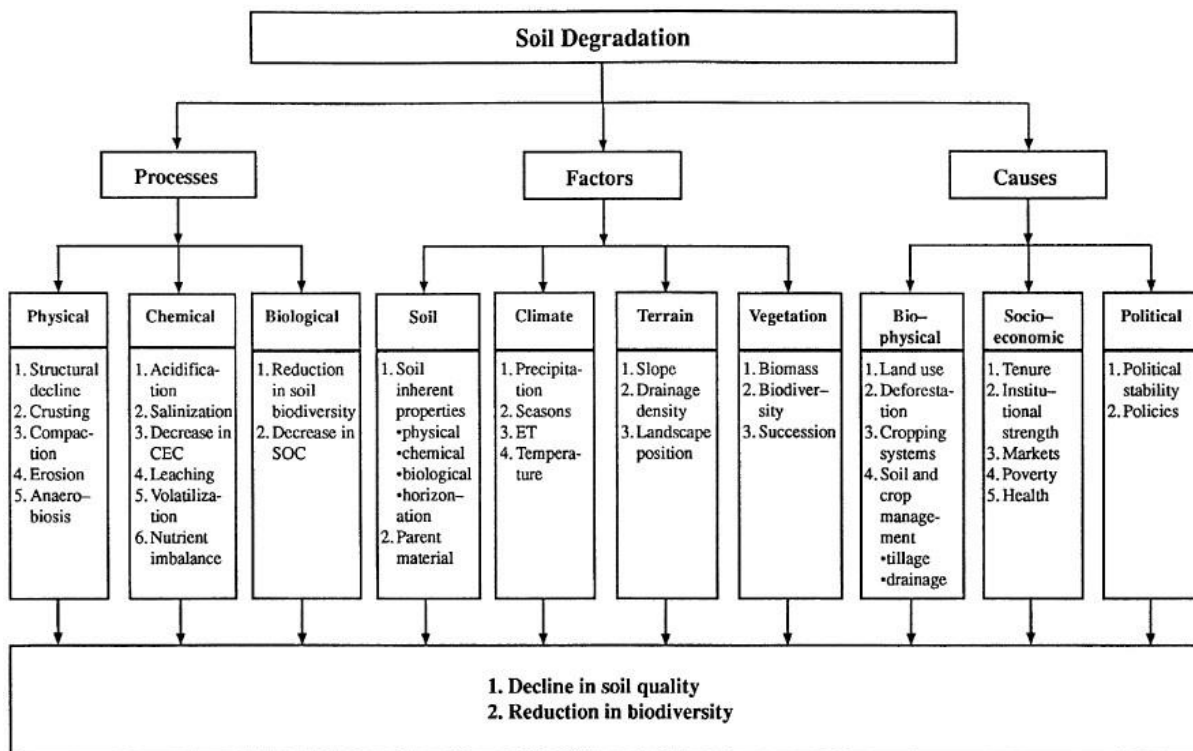 Soil Degradation
Processes
Factors
Causes
Physical
1. Structural
decline
2. Crusting
3. Compac-
tion
4. Erosion
5. Anaero–
biosis
Chemical
1. Acidifica-
tion
2. Salinization
3. Decrease in
CEC
4. Leaching
5. Volatiliza-
tion
6. Nutrient
imbalance
Biological
1. Reduction
in soil
biodiversity
2. Decrease in
SOC
Soil
1. Soil
inherent
properties
•physical
•chemical
•biological
•horizon-
ation
2. Parent
material
Climate
1. Precipita-
tion
2. Seasons
3. ET
4. Tempera-
ture
Terrain
1. Slope
2. Drainage
density
3. Landscape
position
Vegetation
1. Biomass
2. Biodiver-
sity
3. Succession
Bio–
physical
1. Land use
2. Deforesta-
tion
3. Cropping
systems
4. Soil and
crop
manage-
ment
•tillage
•drainage
Socio–
economic
1. Tenure
2. Institu-
tional
strength
3. Markets
4. Poverty
5. Health
Political
1. Political
stability
2. Policies
1. Decline in soil quality
2. Reduction in biodiversity